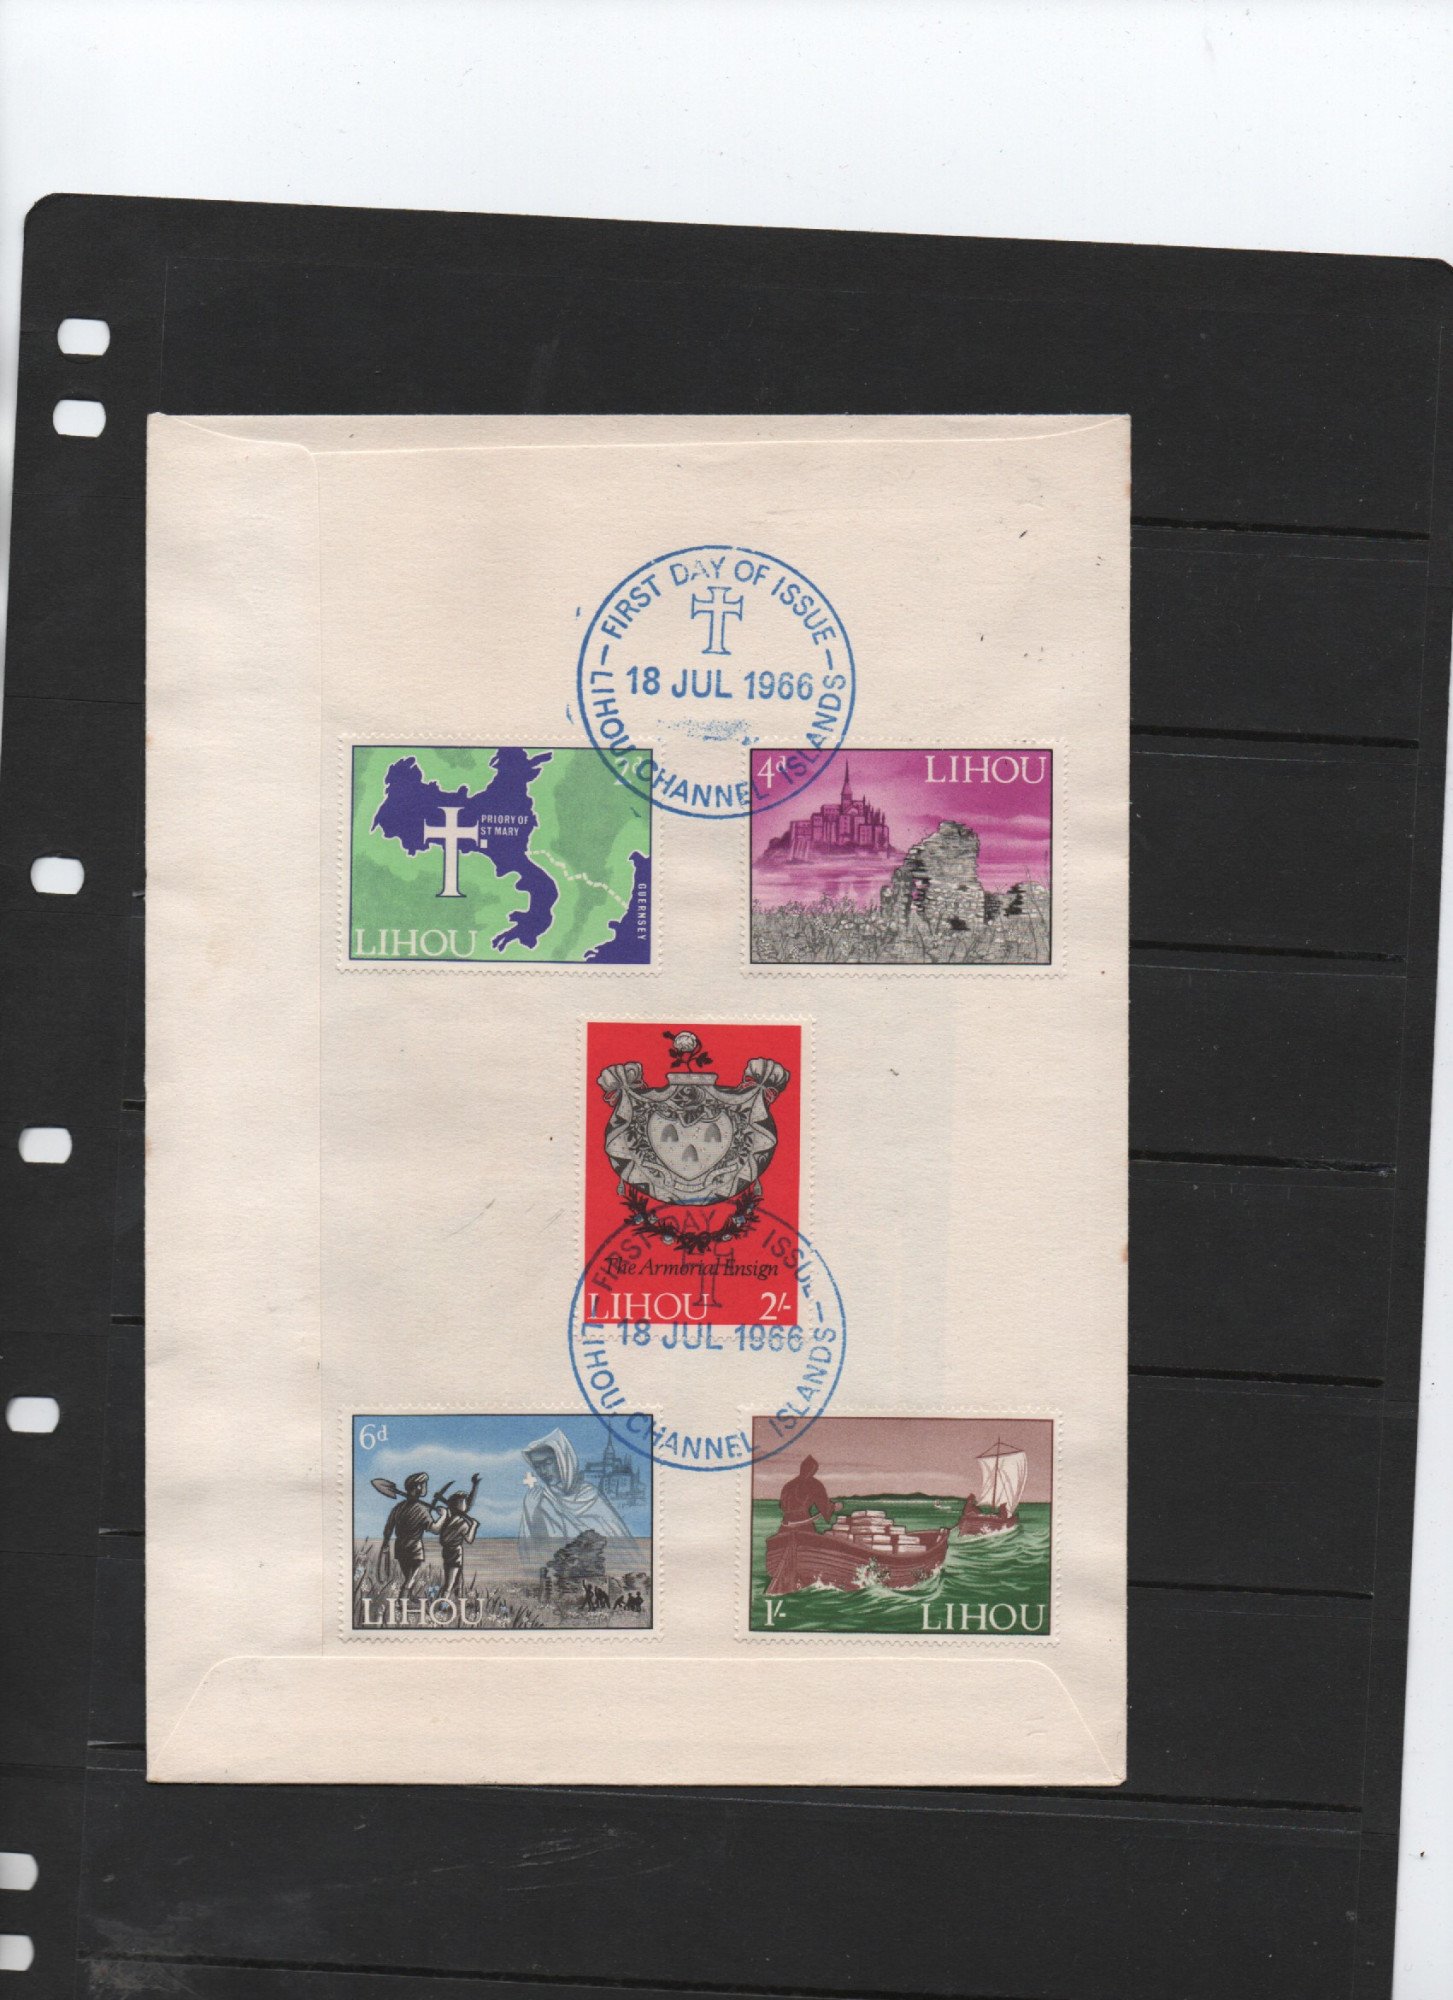 FIRST DAY OF ISSUE
18 JUL 1966
LIHOU, CHANNEL ISLANDS
PRIORY OF
ST MARY
GUERNSEY
LIHOU
4d LIHOU
The Armorial Ensign
LIHOU 2/-
FIRST DAY ISSUE
18 JUL 1966
LIHOU, CHANNEL ISLANDS
6d
LIHOU
1/- LIHOU